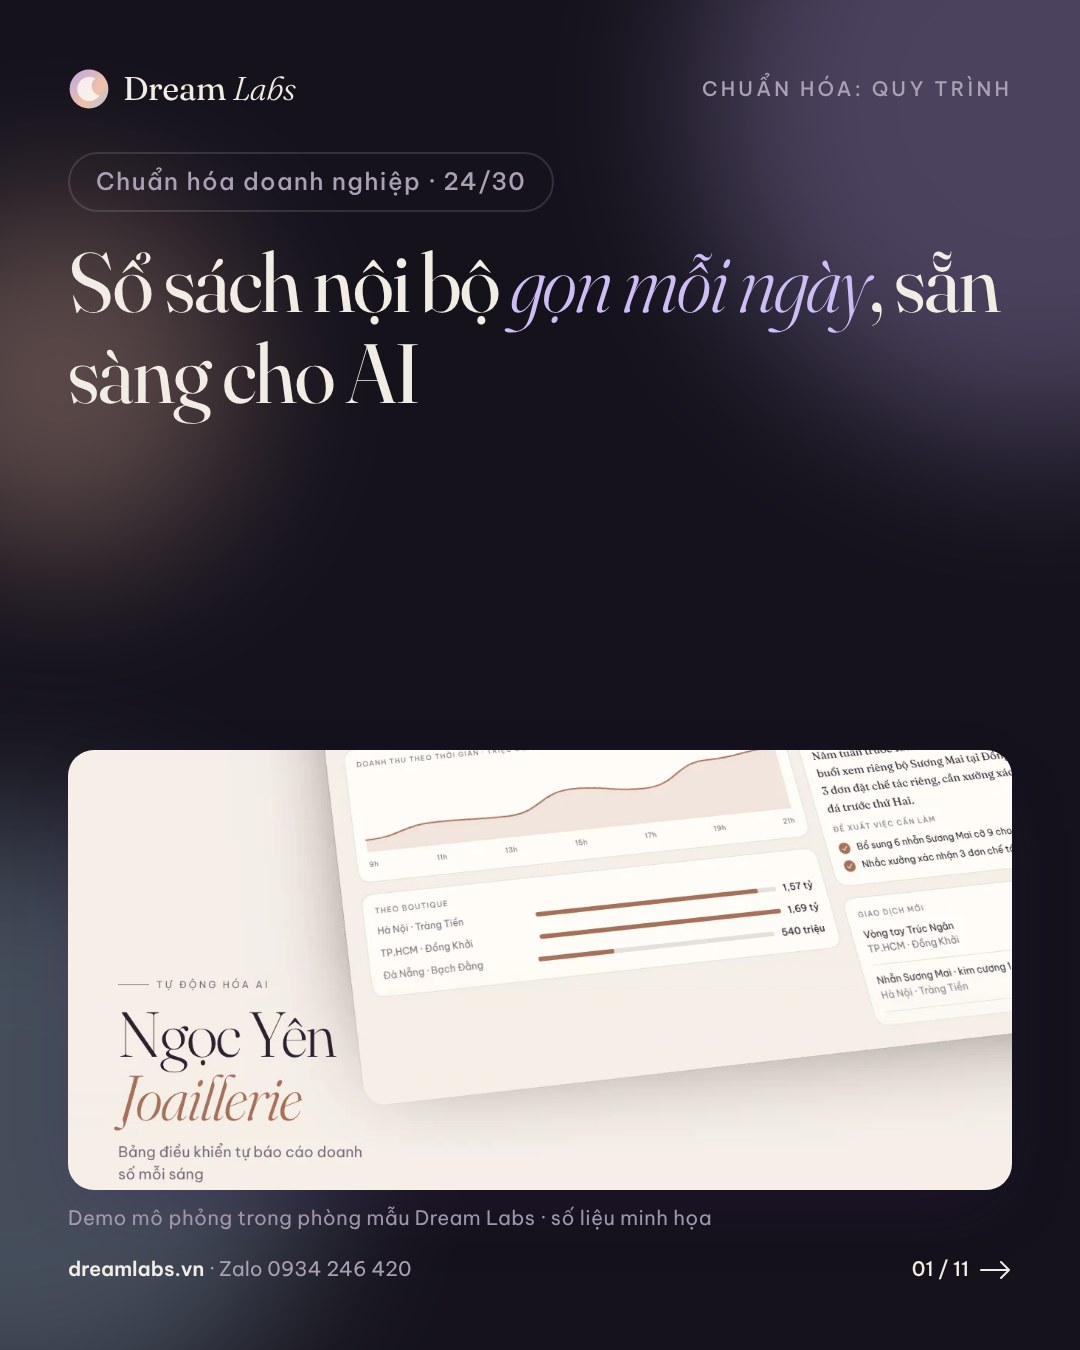 Dream Labs
CHUẨN HÓA: QUY TRÌNH
Chuẩn hóa doanh nghiệp · 24/30
Sổ sách nội bộ gọn mỗi ngày, sẵn
sàng cho AI
DOANH THU THEO THỜI GIAN · TRIỆU
9h 11h 13h 15h 17h 19h 21h
THEO BOUTIQUE
Hà Nội · Tràng Tiền 1,57 tỷ
TP.HCM · Đồng Khởi 1,69 tỷ
Đà Nẵng · Bạch Đằng 540 triệu
Năm tuần trước
buổi xem riêng bộ Sương Mai tại Đồng
3 đơn đặt chế tác riêng, cần xưởng xác
đá trước thứ Hai.
ĐỀ XUẤT VIỆC CẦN LÀM
Bổ sung 6 nhẫn Sương Mai cỡ 9 cho
Nhắc xưởng xác nhận 3 đơn chế
GIAO DỊCH MỚI
Vòng tay Trúc Ngân
TP.HCM · Đồng Khởi
Nhẫn Sương Mai · kim cương 1
Hà Nội · Tràng Tiền
TỰ ĐỘNG HÓA AI
Ngọc Yên
Joaillerie
Bảng điều khiển tự báo cáo doanh
số mỗi sáng
Demo mô phỏng trong phòng mẫu Dream Labs · số liệu minh họa
dreamlabs.vn · Zalo 0934 246 420
01 / 11